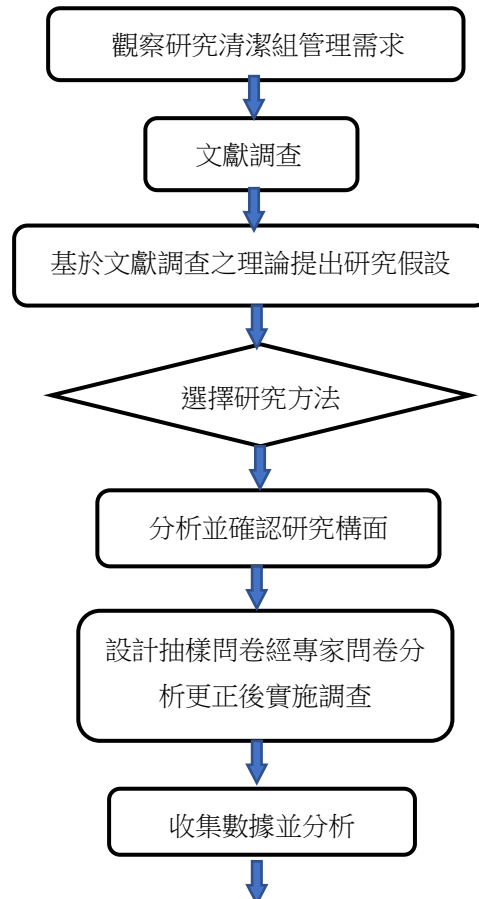 觀察研究清潔組管理需求
文獻調查
基於文獻調查之理論提出研究假設
選擇研究方法
分析並確認研究構面
設計抽樣問卷經專家問卷分
析更正後實施調查
收集數據並分析